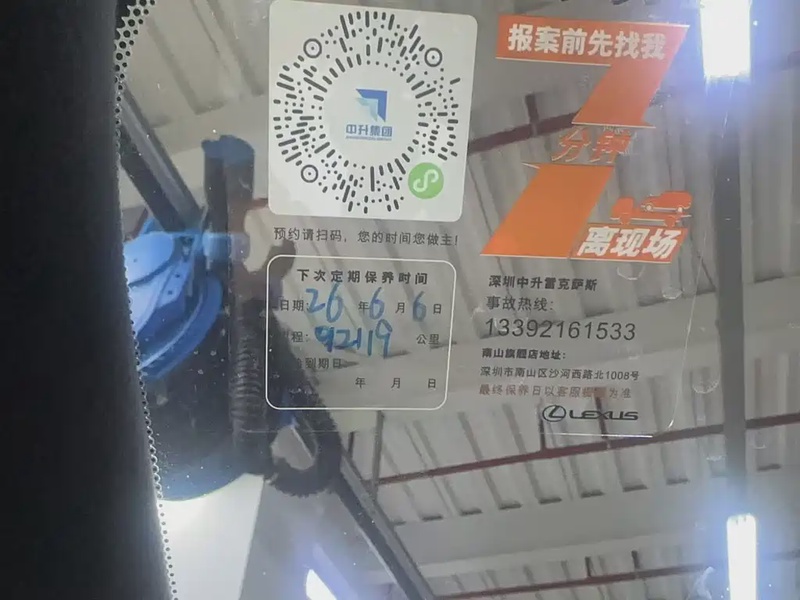 中升集团
预约请扫码，您的时间您做主！
下次定期保养时间
日期：26年6月6日
程：92119 公里
到期日
年 月 日
报案前先找我
7
分钟
离现场
深圳中升雷克萨斯
事故热线：
13392161533
南山旗舰店地址：
深圳市南山区沙河西路北1008号
最终保养日以客服提醒为准
LEXUS